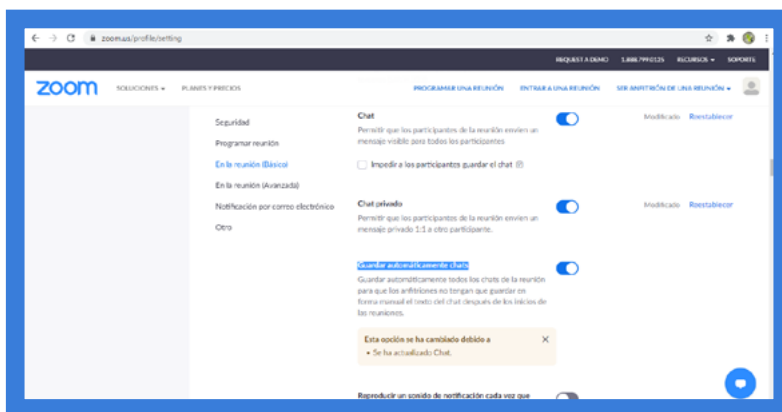 zoom.us/profile/setting
REQUEST A DEMO 1.888.799.0125 RECURSOS SOPORTE
zoom SOLUCIONES PLANES Y PRECIOS PROGRAMAR UNA REUNIÓN ENTRAR A UNA REUNIÓN SER ANFITRIÓN DE UNA REUNIÓN
Seguridad
Programar reunión
En la reunión (Básico)
En la reunión (Avanzada)
Notificación por correo electrónico
Otro
Chat
Permitir que los participantes de la reunión envíen un
mensaje visible para todos los participantes
Modificado Reestablecer
Impedir a los participantes guardar el chat
Chat privado
Permitir que los participantes de la reunión envíen un
mensaje privado 1:1 a otro participante.
Modificado Reestablecer
Guardar automáticamente chats
Guardar automáticamente todos los chats de la reunión
para que los anfitriones no tengan que guardar en
forma manual el texto del chat después de los inicios de
las reuniones.
Esta opción se ha cambiado debido a
• Se ha actualizado Chat.
Reproducir un sonido de notificación cada vez que